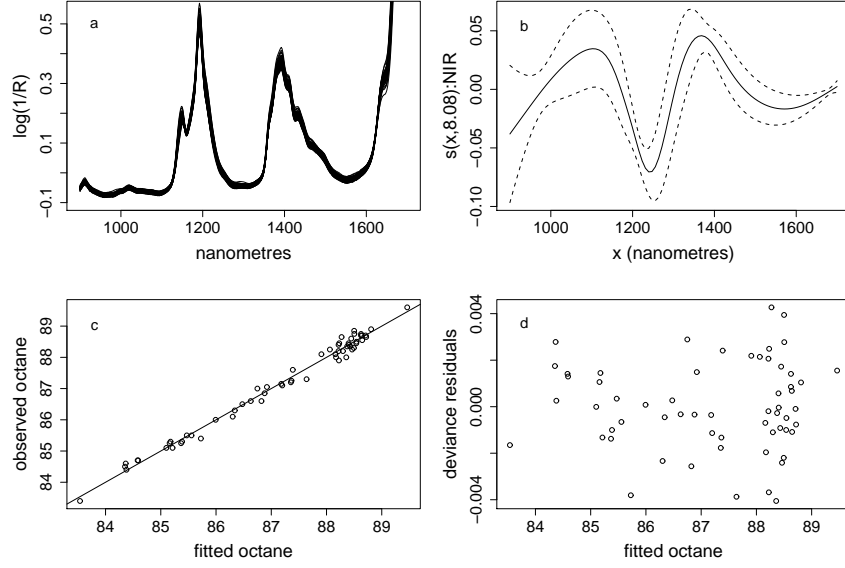 a
log(1/R)
-0.1 0.1 0.3 0.5
1000 1200 1400 1600
nanometres
b
s(x,8.08):NIR
-0.10 -0.05 0.00 0.05
1000 1200 1400 1600
x (nanometres)
c
observed octane
84 85 86 87 88 89
84 85 86 87 88 89
fitted octane
d
deviance residuals
-0.004 0.000 0.004
84 85 86 87 88 89
fitted octane